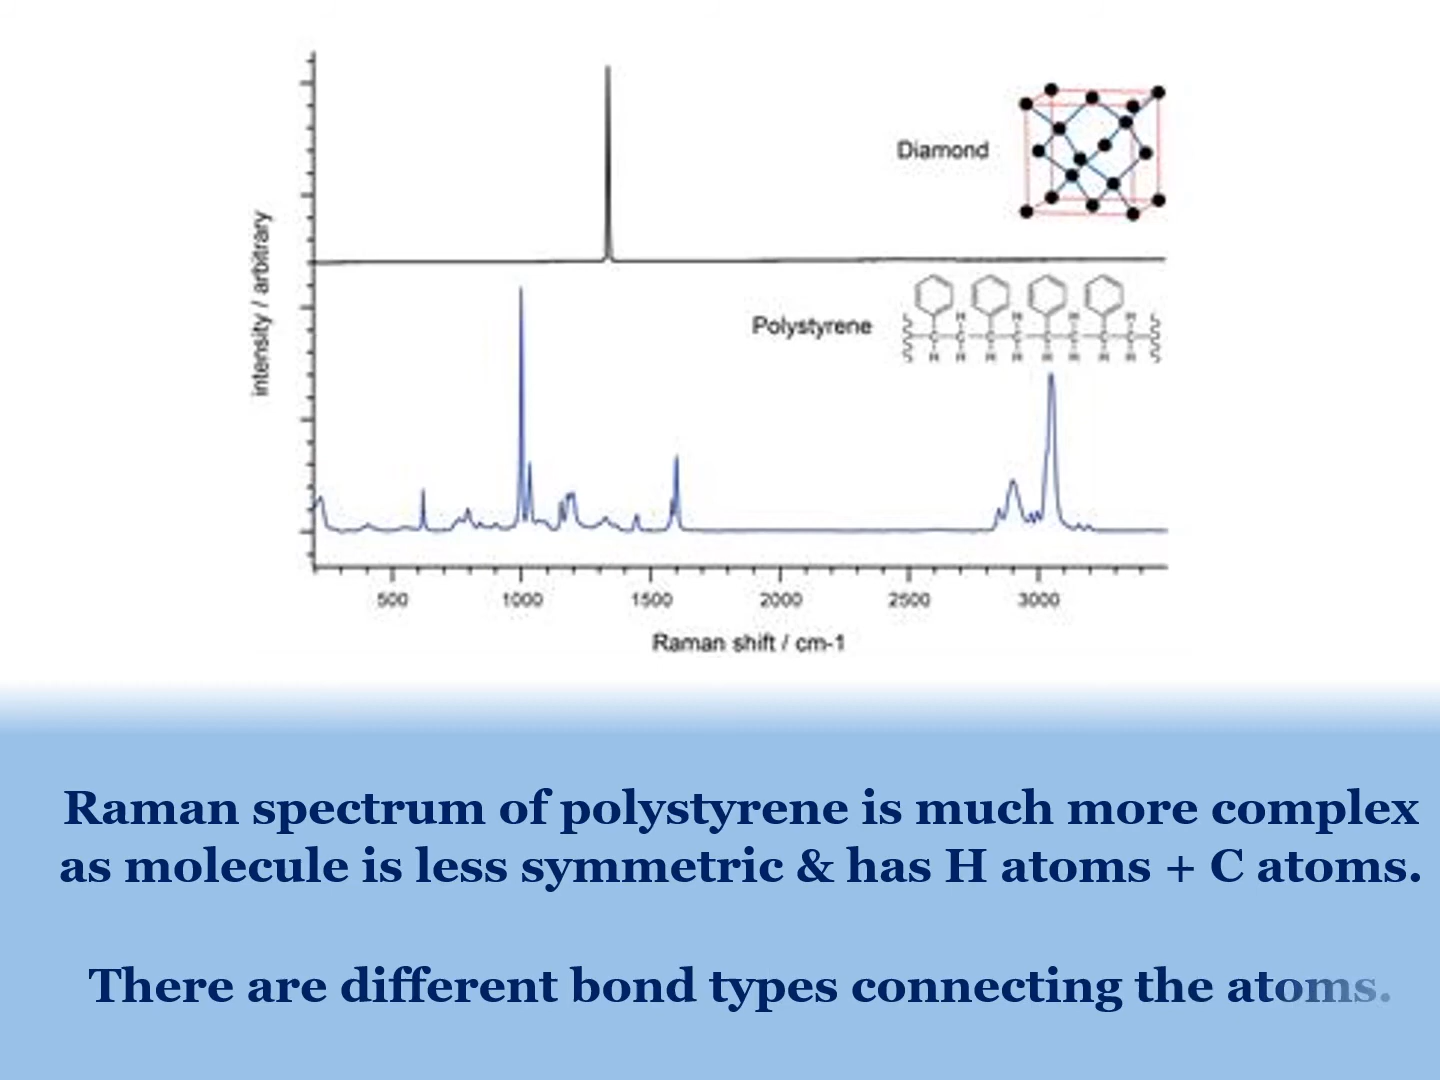 Diamond
intensity / arbitrary
Polystyrene
H H H H
C C C C C C C C
H H H H H H H H
500 1000 1500 2000 2500 3000
Raman shift / cm-1
Raman spectrum of polystyrene is much more complex
as molecule is less symmetric & has H atoms + C atoms.
There are different bond types connecting the atoms.